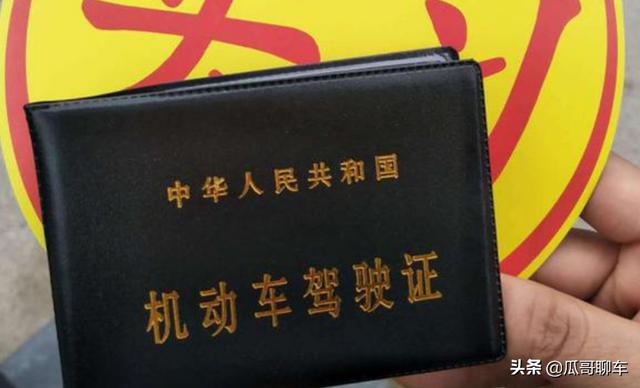 中华人民共和国
机动车驾驶证
头条 @瓜哥聊车